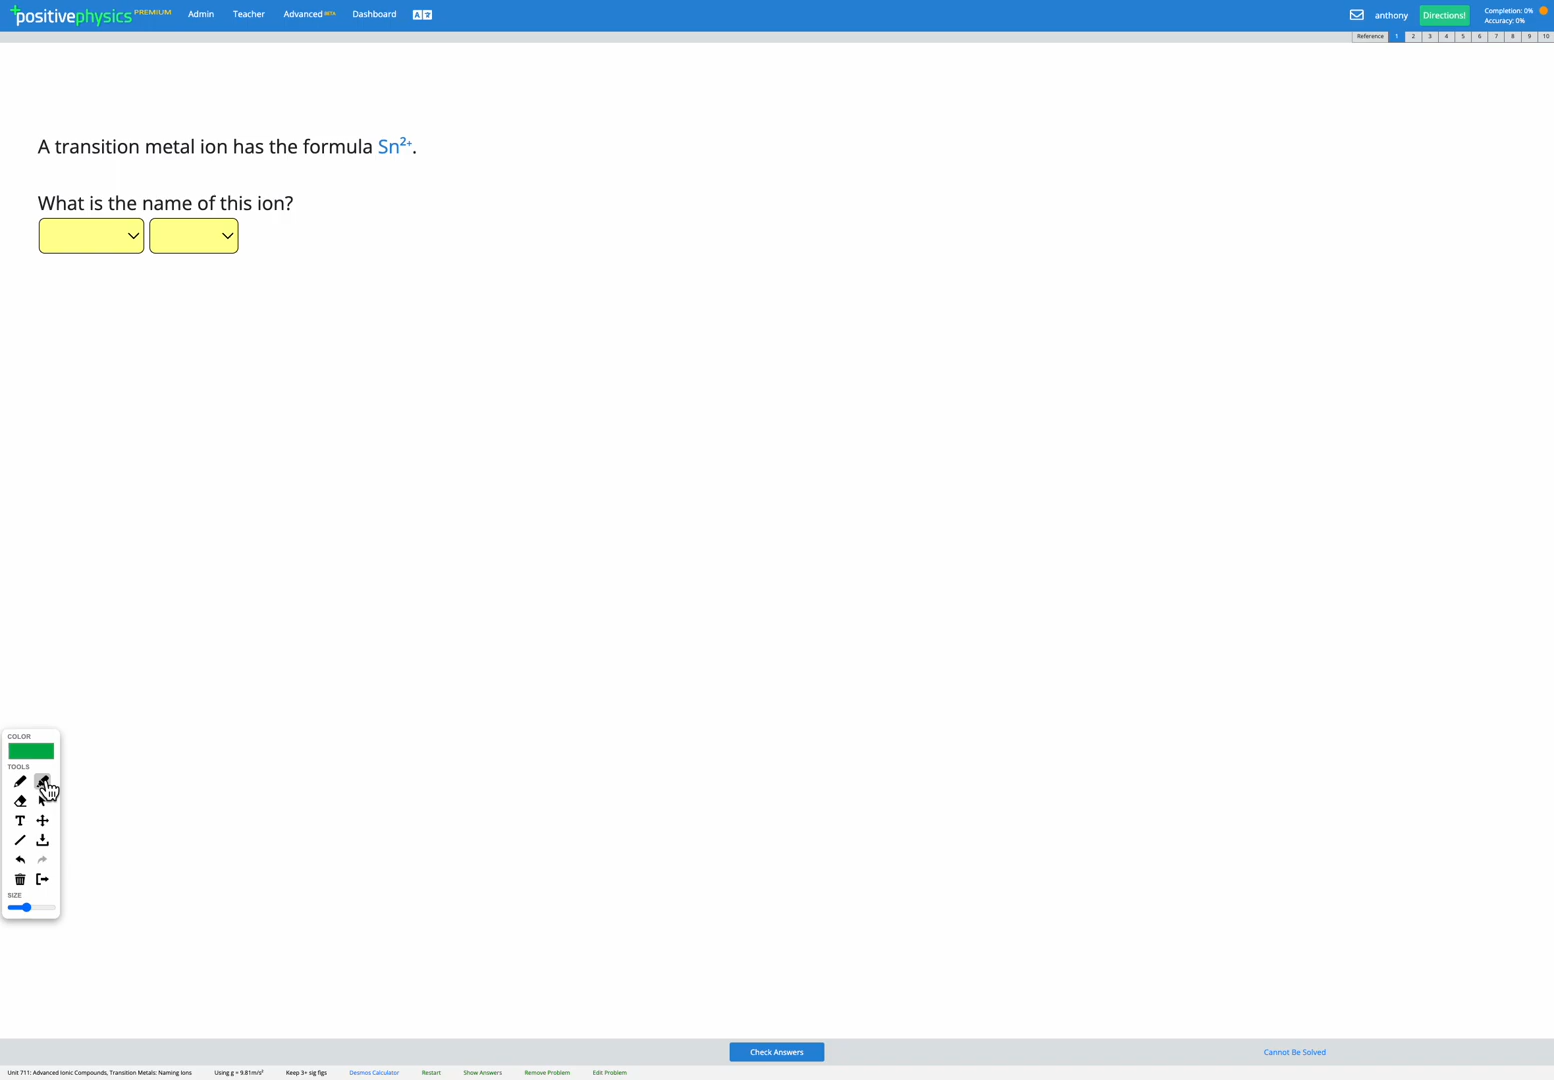 +positivephysics PREMIUM Admin Teacher Advanced BETA Dashboard A anthony Directions! Completion: 0%
Accuracy: 0%
Reference 1 2 3 4 5 6 7 8 9 10
A transition metal ion has the formula Sn²⁺.
What is the name of this ion?
COLOR
TOOLS
T
SIZE
Check Answers Cannot Be Solved
Unit 711: Advanced Ionic Compounds, Transition Metals: Naming Ions Using g = 9.81m/s² Keep 3+ sig figs Desmos Calculator Restart Show Answers Remove Problem Edit Problem